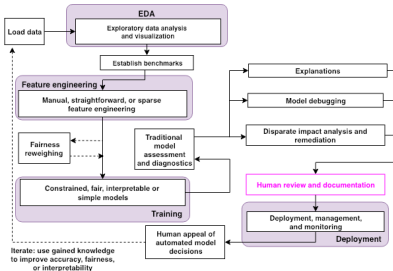 EDA
Load data
Exploratory data analysis
and visualization
Establish benchmarks
Feature engineering
Manual, straightforward, or sparse
feature engineering
Fairness
reweighing
Traditional
model
assessment
and diagnostics
Explanations
Model debugging
Disparate impact analysis and
remediation
Constrained, fair, interpretable or
simple models
Training
Human review and documentation
Deployment, management,
and monitoring
Deployment
Human appeal of
automated model
decisions
Iterate: use gained knowledge
to improve accuracy, fairness,
or interpretability